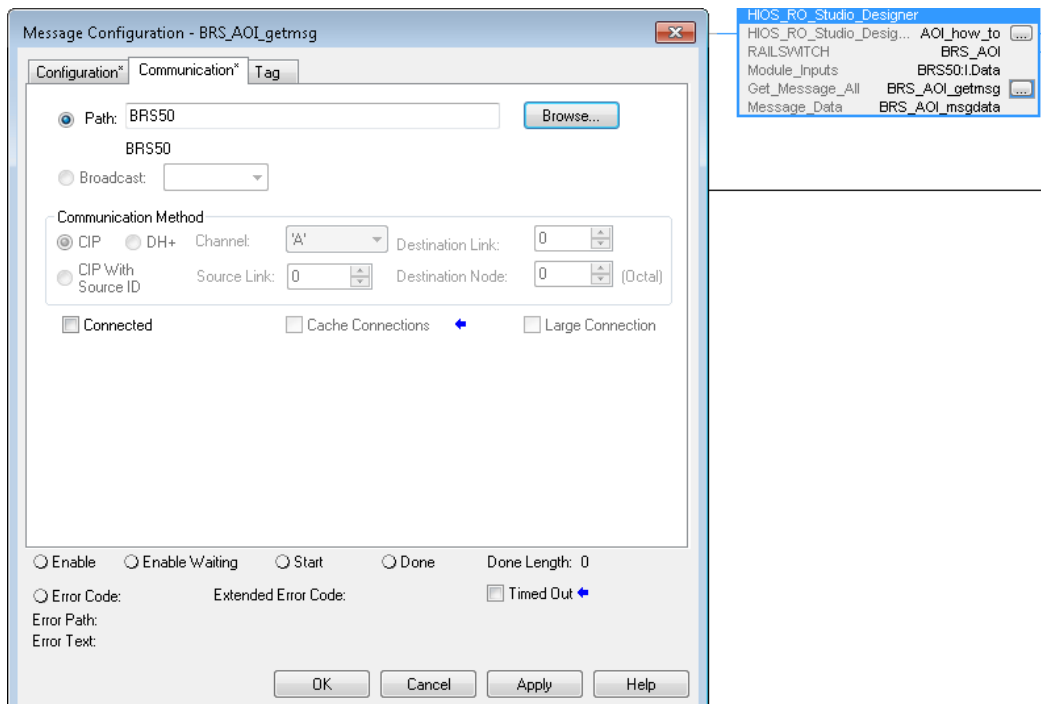 Message Configuration - BRS_AOI_getmsg
Configuration* Communication* Tag
Path: BRS50 Browse...
BRS50
Broadcast:
Communication Method
CIP DH+ Channel: 'A' Destination Link: 0
CIP With Source ID Source Link: 0 Destination Node: 0 (Octal)
Connected Cache Connections Large Connection
Enable Enable Waiting Start Done Done Length: 0
Error Code: Extended Error Code: Timed Out
Error Path:
Error Text:
OK Cancel Apply Help
HIOS_RO_Studio_Designer
HIOS_RO_Studio_Desig... AOI_how_to ...
RAILSWITCH BRS_AOI
Module_Inputs BRS50:I.Data
Get_Message_All BRS_AOI_getmsg ...
Message_Data BRS_AOI_msgdata